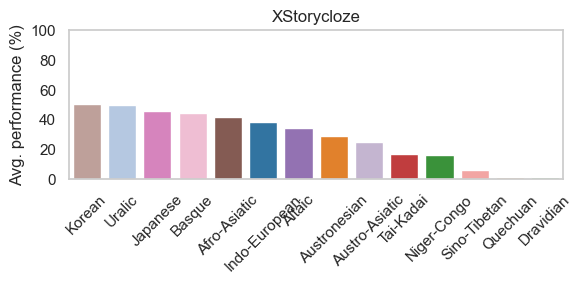 XStorycloze
Avg. performance (%)
100
80
60
40
20
0
Korean
Uralic
Japanese
Basque
Afro-Asiatic
Indo-European
Altaic
Austronesian
Austro-Asiatic
Tai-Kadai
Niger-Congo
Sino-Tibetan
Quechuan
Dravidian